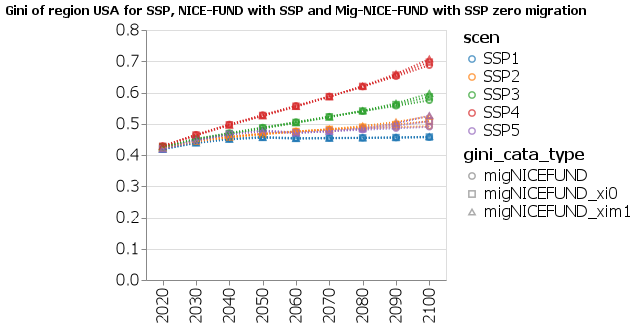 Gini of region USA for SSP, NICE-FUND with SSP and Mig-NICE-FUND with SSP zero migration
0.8
0.7
0.6
0.5
0.4
0.3
0.2
0.1
0.0
2020
2030
2040
2050
2060
2070
2080
2090
2100
scen
SSP1
SSP2
SSP3
SSP4
SSP5
gini_cata_type
migNICEFUND
migNICEFUND_xi0
migNICEFUND_xim1